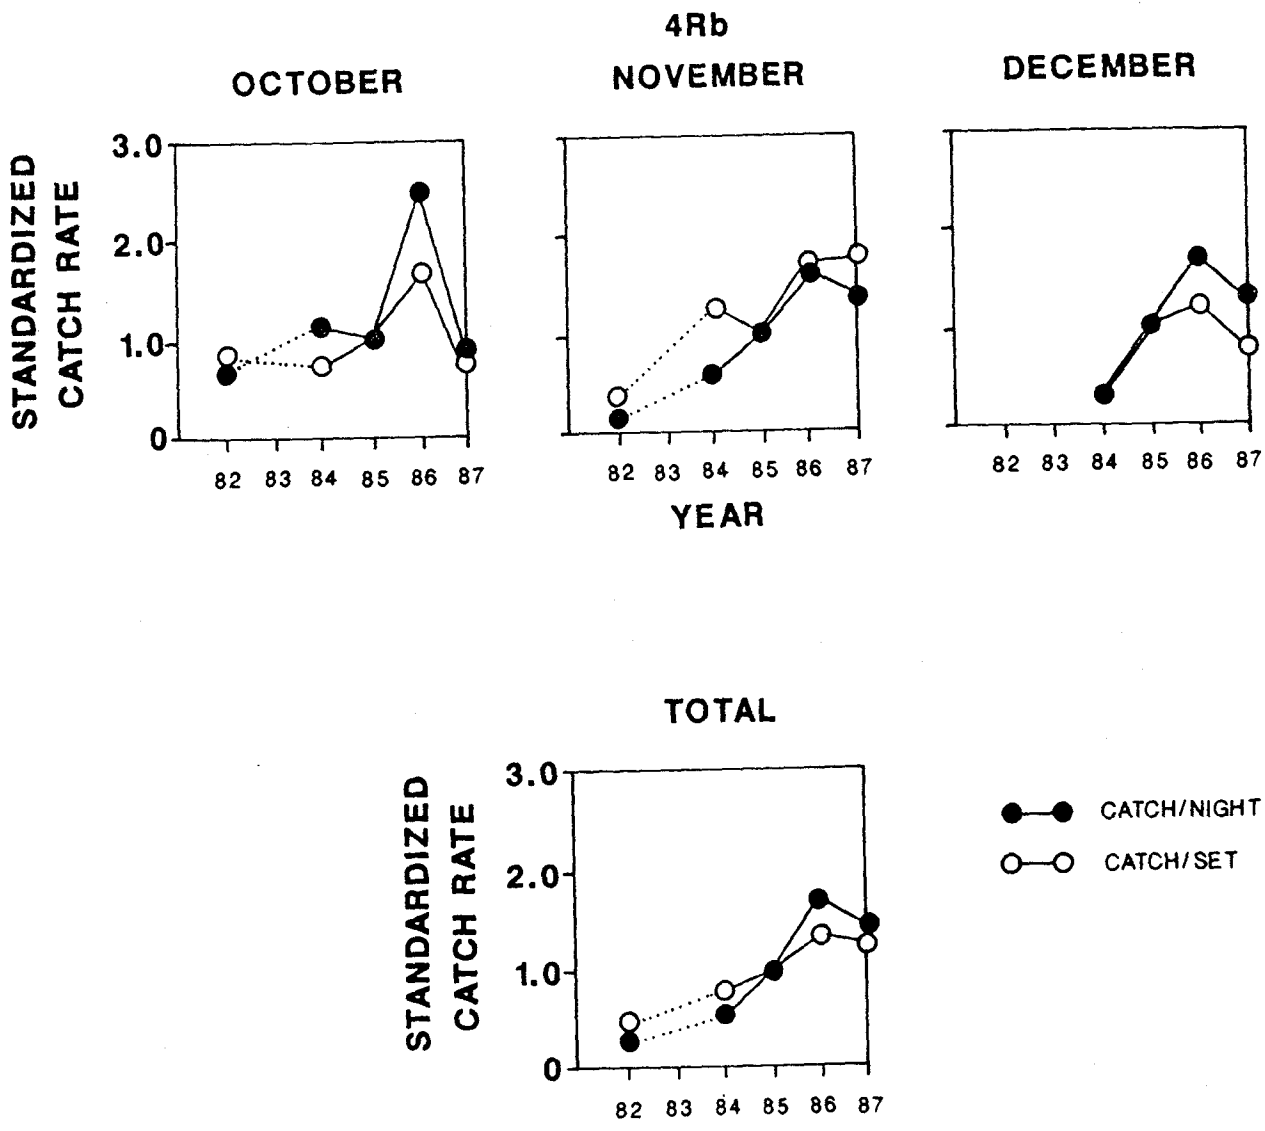 4Rb
OCTOBER
NOVEMBER
DECEMBER
STANDARDIZED
CATCH RATE
3.0
2.0
1.0
0
82 83 84 85 86 87
82 83 84 85 86 87
82 83 84 85 86 87
YEAR
TOTAL
STANDARDIZED
CATCH RATE
3.0
2.0
1.0
0
82 83 84 85 86 87
CATCH/NIGHT
CATCH/SET